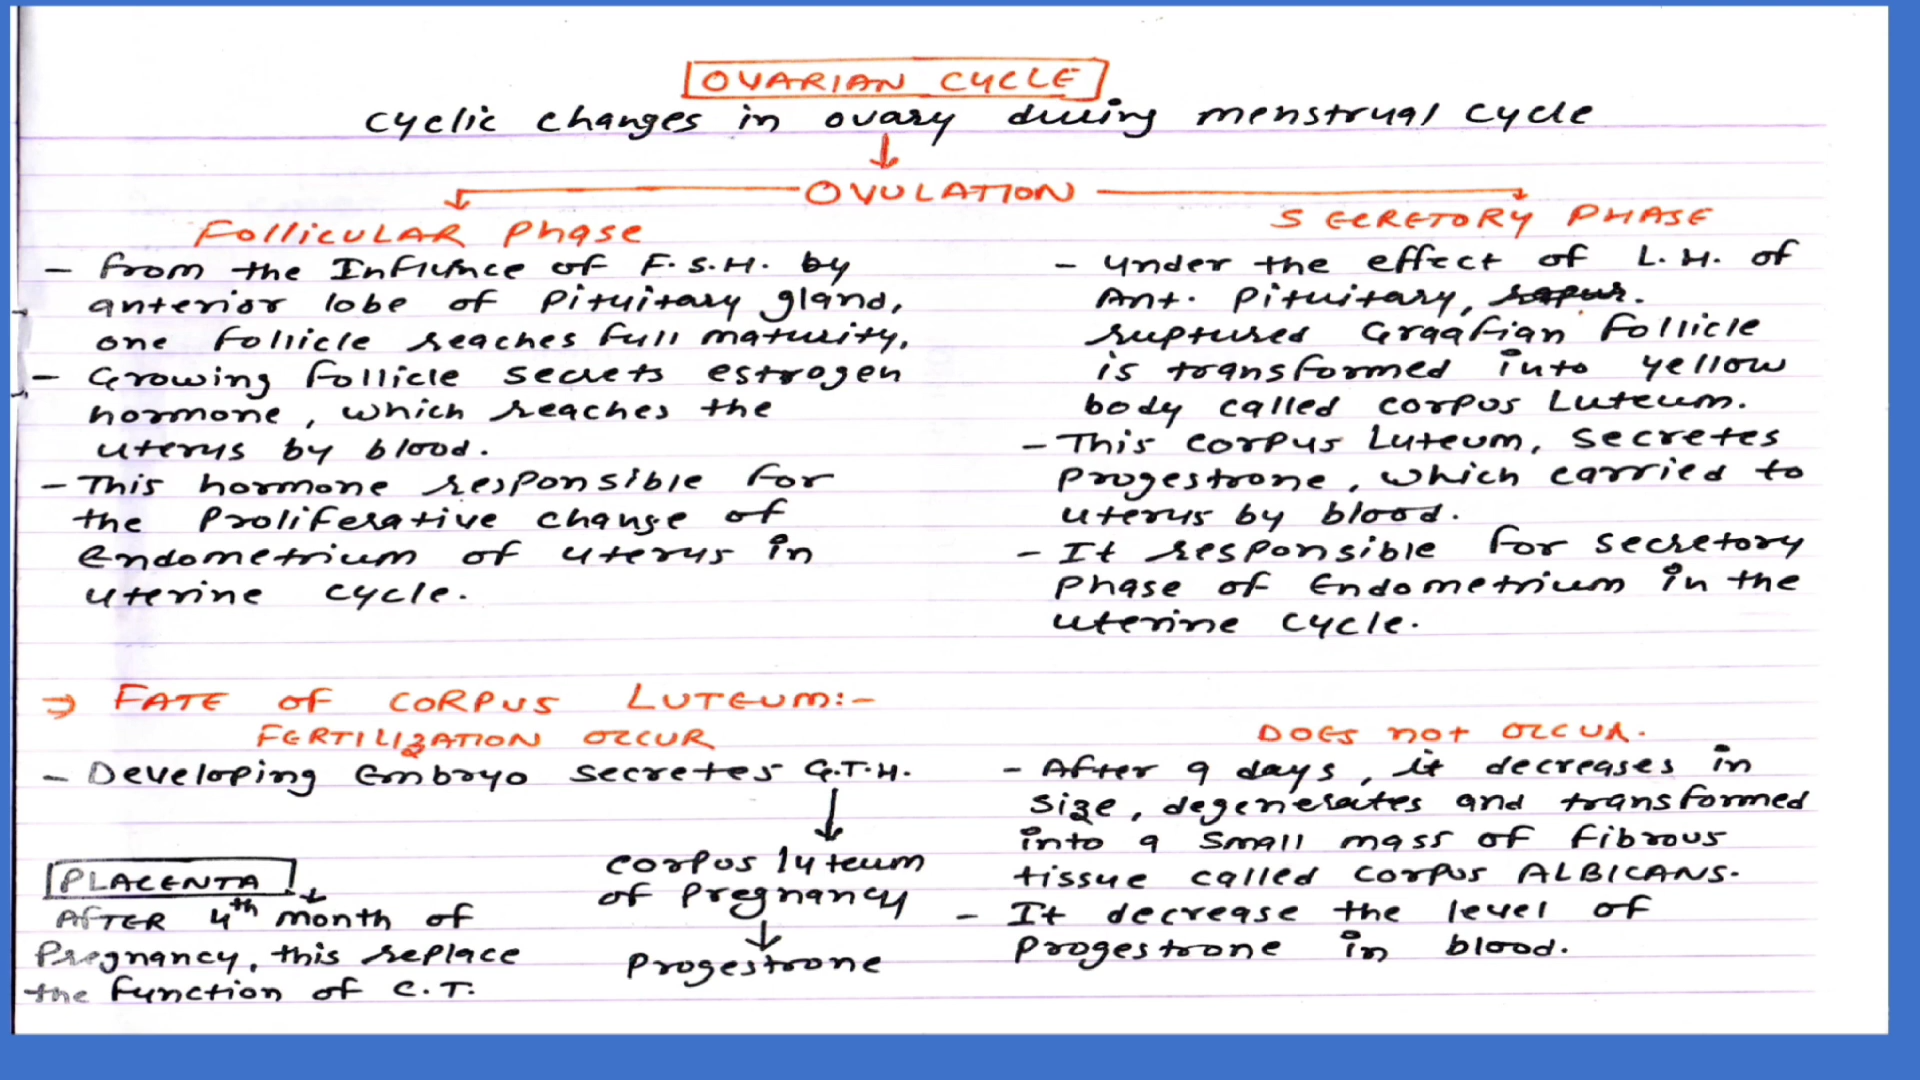 OVARIAN CYCLE
cyclic changes in ovary during menstrual cycle
OVULATION
Follicular Phase
- from the Influnce of F.S.H. by
anterior lobe of Pituitary gland,
one follicle reaches full maturity.
- Growing follicle secrets estrogen
hormone, which reaches the
uterus by blood.
- This hormone responsible for
the Proliferative change of
Endometrium of uterus in
uterine cycle.
SECRETORY PHASE
- Under the effect of L.H. of
Ant. Pituitary,
ruptured Graafian follicle
is transformed into yellow
body called corpus Luteum.
- This corpus Luteum, secretes
Progestrone, which carried to
uterus by blood.
- It responsible for secretory
Phase of Endometrium in the
uterine cycle.
⇒ FATE OF CORPUS LUTEUM:-
FERTILIZATION OCCUR
- Developing Embryo secretes G.T.H.
corpus luteum
of Pregnancy
Progestrone
PLACENTA
AFTER 4th month of
Pregnancy, this replace
the function of C.T.
DOES not OCCUR.
- After 9 days, it decreases in
size, degenerates and transformed
into a small mass of fibrous
tissue called corpus ALBICANS.
- It decrease the level of
Progestrone in blood.